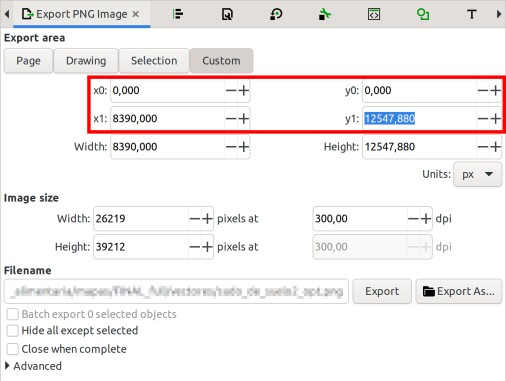 Export PNG Image
Export area
Page Drawing Selection Custom
x0: 0,000 y0: 0,000
x1: 8390,000 y1: 12547,880
Width: 8390,000 Height: 12547,880
Units: px
Image size
Width: 26219 pixels at 300,00 dpi
Height: 39212 pixels at 300,00 dpi
Filename
Export Export As...
Batch export 0 selected objects
Hide all except selected
Close when complete
Advanced